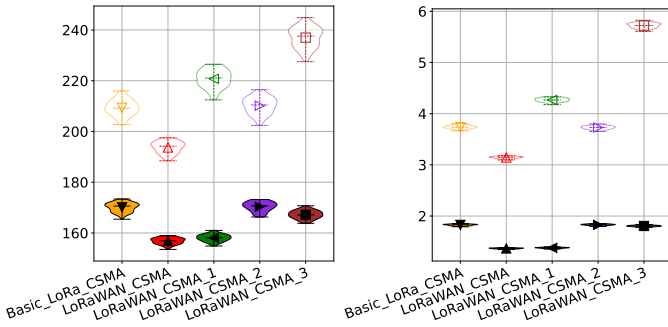 240
220
200
180
160
Basic_LoRa_CSMA
LoRaWAN_CSMA
LoRaWAN_CSMA_1
LoRaWAN_CSMA_2
LoRaWAN_CSMA_3
6
5
4
3
2
Basic_LoRa_CSMA
LoRaWAN_CSMA
LoRaWAN_CSMA_1
LoRaWAN_CSMA_2
LoRaWAN_CSMA_3